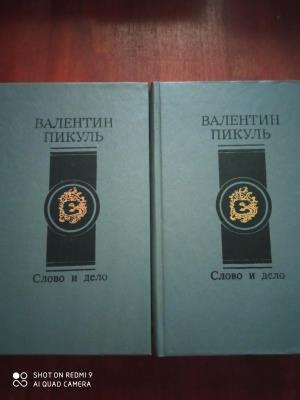 ВАЛЕНТИН
ПИКУЛЬ
Слово и дело
ВАЛЕНТИН
ПИКУЛЬ
Слово и дело
SHOT ON REDMI 9
AI QUAD CAMERA